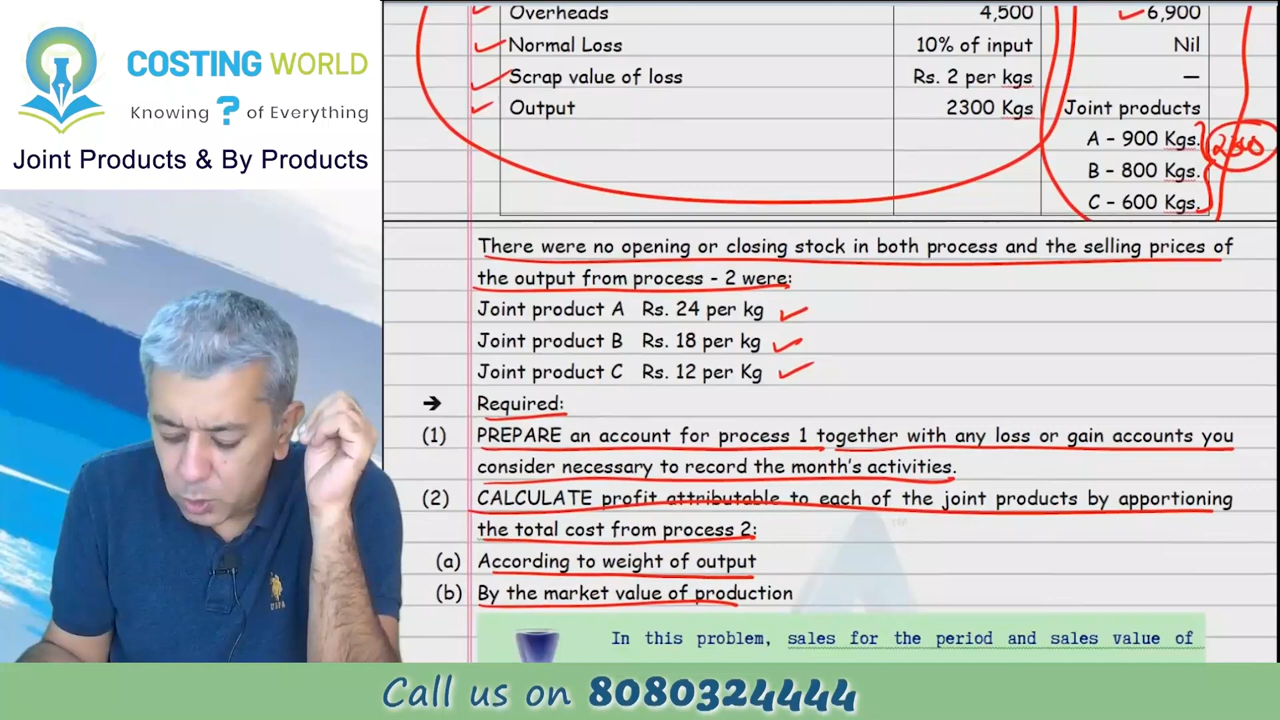 COSTING WORLD
Knowing ? of Everything
Joint Products & By Products
Overheads 4,500 6,900
Normal Loss 10% of input Nil
Scrap value of loss Rs. 2 per kgs —
Output 2300 Kgs Joint products
A – 900 Kgs.
B – 800 Kgs.
C – 600 Kgs.
There were no opening or closing stock in both process and the selling prices of
the output from process - 2 were:
Joint product A Rs. 24 per kg
Joint product B Rs. 18 per kg
Joint product C Rs. 12 per Kg
➔ Required:
(1) PREPARE an account for process 1 together with any loss or gain accounts you
consider necessary to record the month's activities.
(2) CALCULATE profit attributable to each of the joint products by apportioning
the total cost from process 2:
(a) According to weight of output
(b) By the market value of production
In this problem, sales for the period and sales value of
Call us on 8080324444